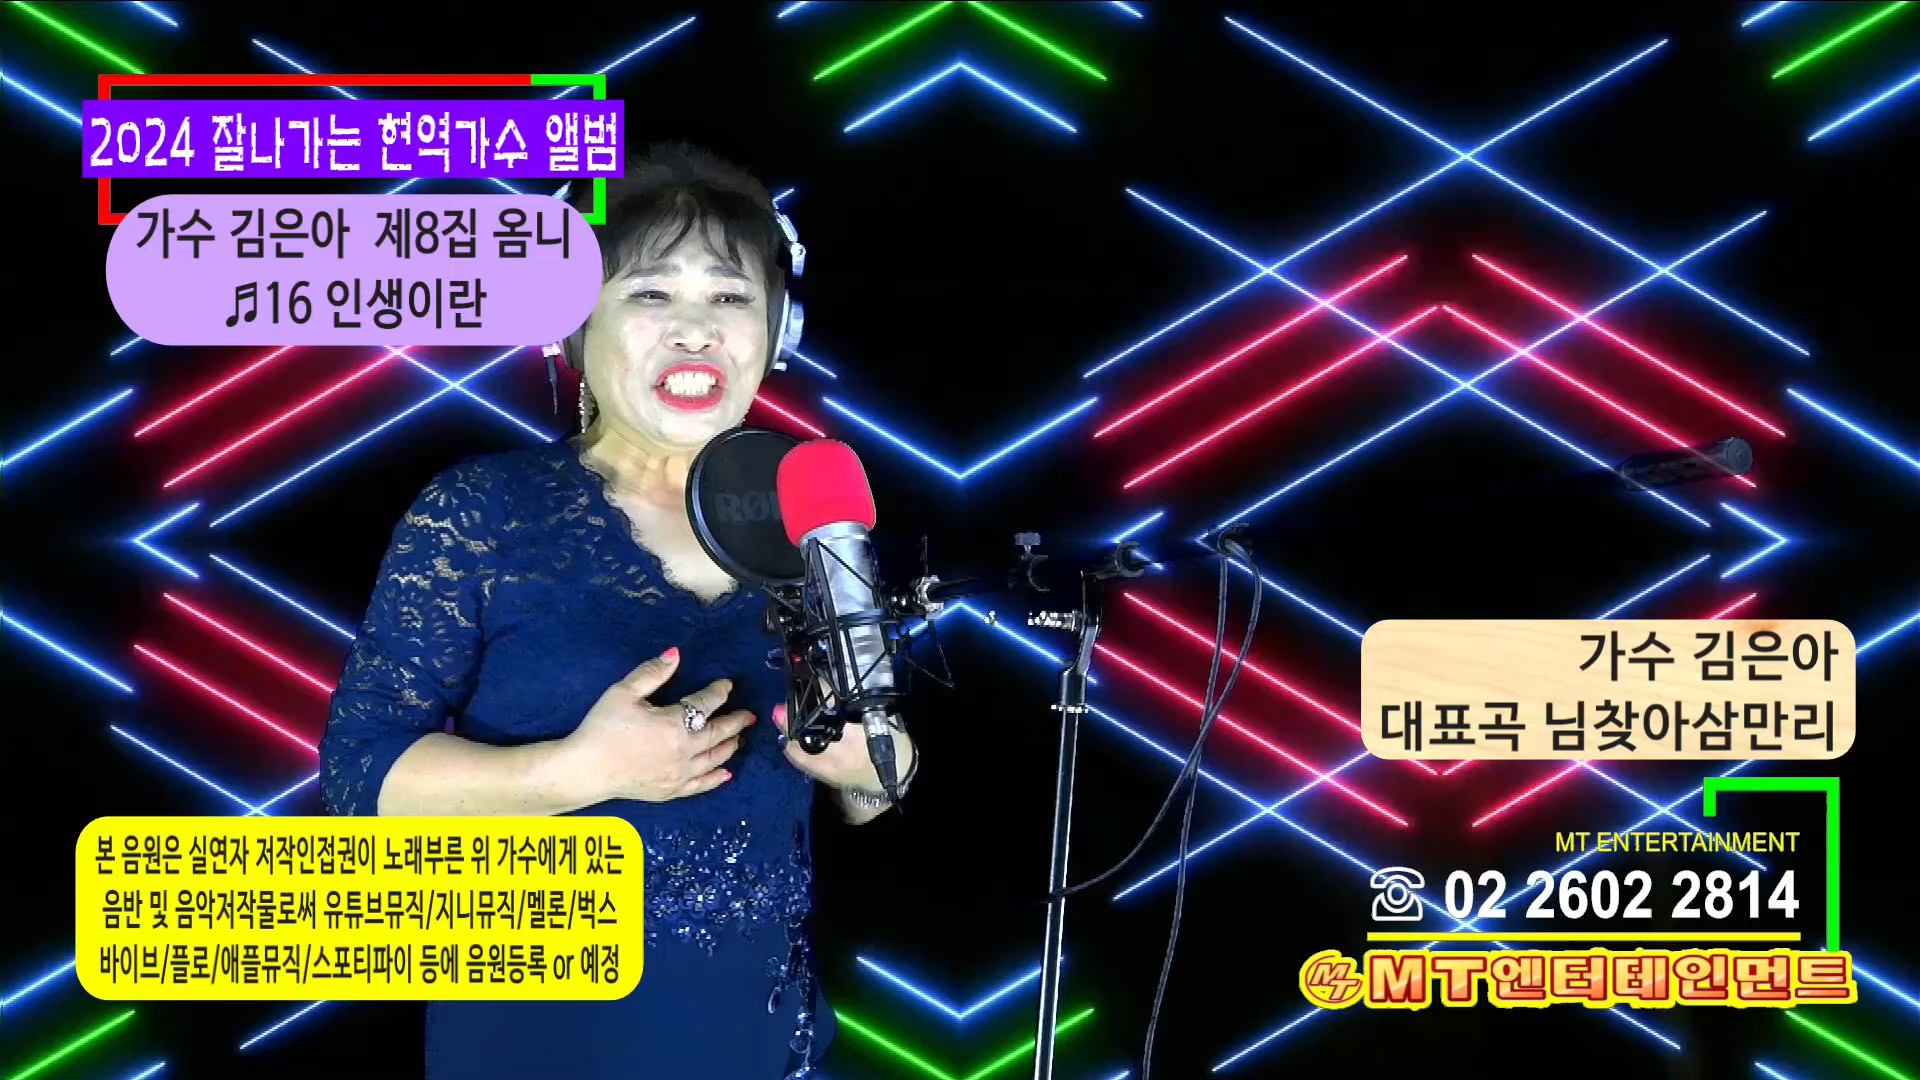 2024 잘나가는 현역가수 앨범
가수 김은아 제8집 옴니
♬16 인생이란
RØDE
가수 김은아
대표곡 님찾아삼만리
본 음원은 실연자 저작인접권이 노래부른 위 가수에게 있는
음반 및 음악저작물로써 유튜브뮤직/지니뮤직/멜론/벅스
바이브/플로/애플뮤직/스포티파이 등에 음원등록 or 예정
MT ENTERTAINMENT
☏ 02 2602 2814
MT MT엔터테인먼트